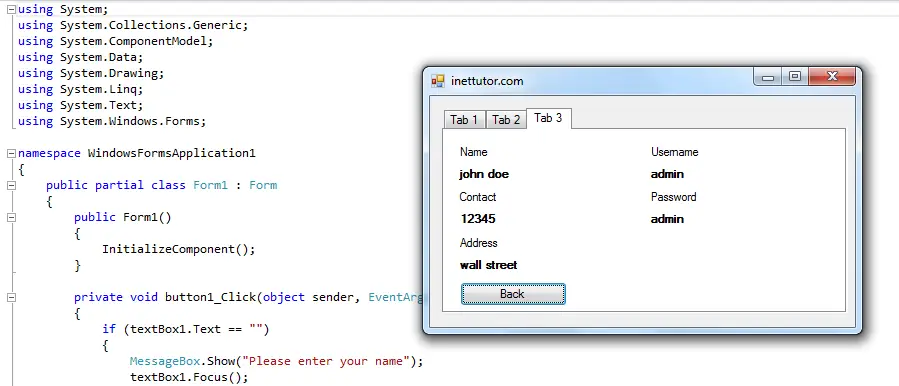 using System;
using System.Collections.Generic;
using System.ComponentModel;
using System.Data;
using System.Drawing;
using System.Linq;
using System.Text;
using System.Windows.Forms;
namespace WindowsFormsApplication1
{
public partial class Form1 : Form
{
public Form1()
{
InitializeComponent();
}
private void button1_Click(object sender, EventArg
{
if (textBox1.Text == "")
{
MessageBox.Show("Please enter your name");
textBox1.Focus();
inettutor.com
Tab 1 Tab 2 Tab 3
Name Username
john doe admin
Contact Password
12345 admin
Address
wall street
Back